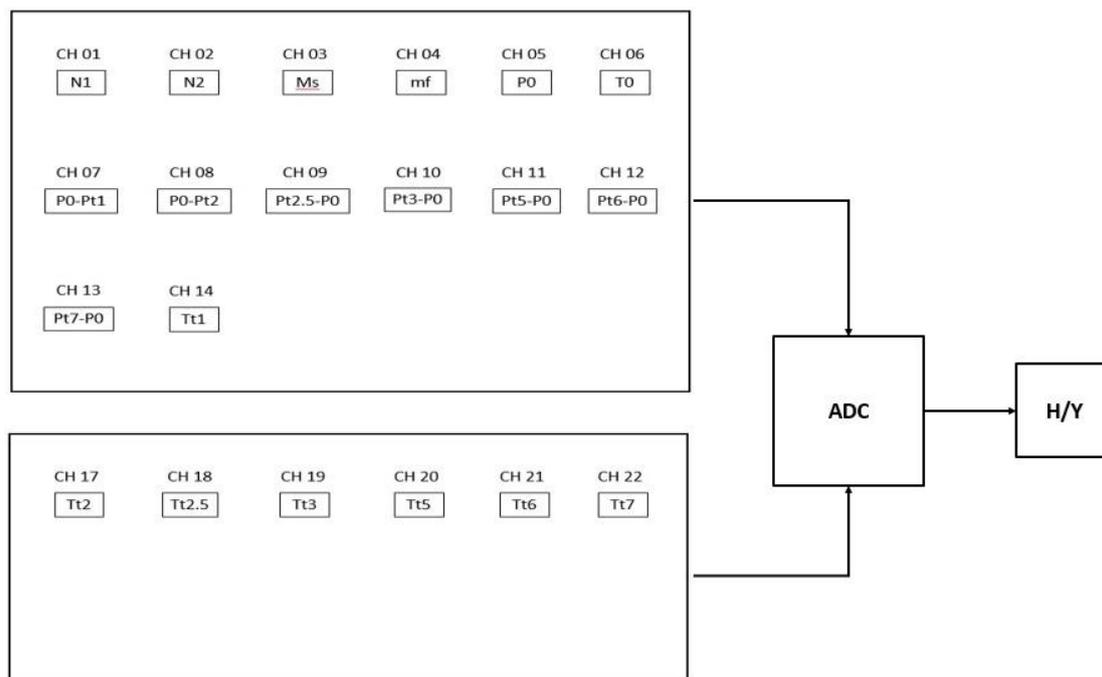 CH 01 CH 02 CH 03 CH 04 CH 05 CH 06
N1 N2 Ms mf P0 T0
CH 07 CH 08 CH 09 CH 10 CH 11 CH 12
P0-Pt1 P0-Pt2 Pt2.5-P0 Pt3-P0 Pt5-P0 Pt6-P0
CH 13 CH 14
Pt7-P0 Tt1
ADC H/Y
CH 17 CH 18 CH 19 CH 20 CH 21 CH 22
Tt2 Tt2.5 Tt3 Tt5 Tt6 Tt7